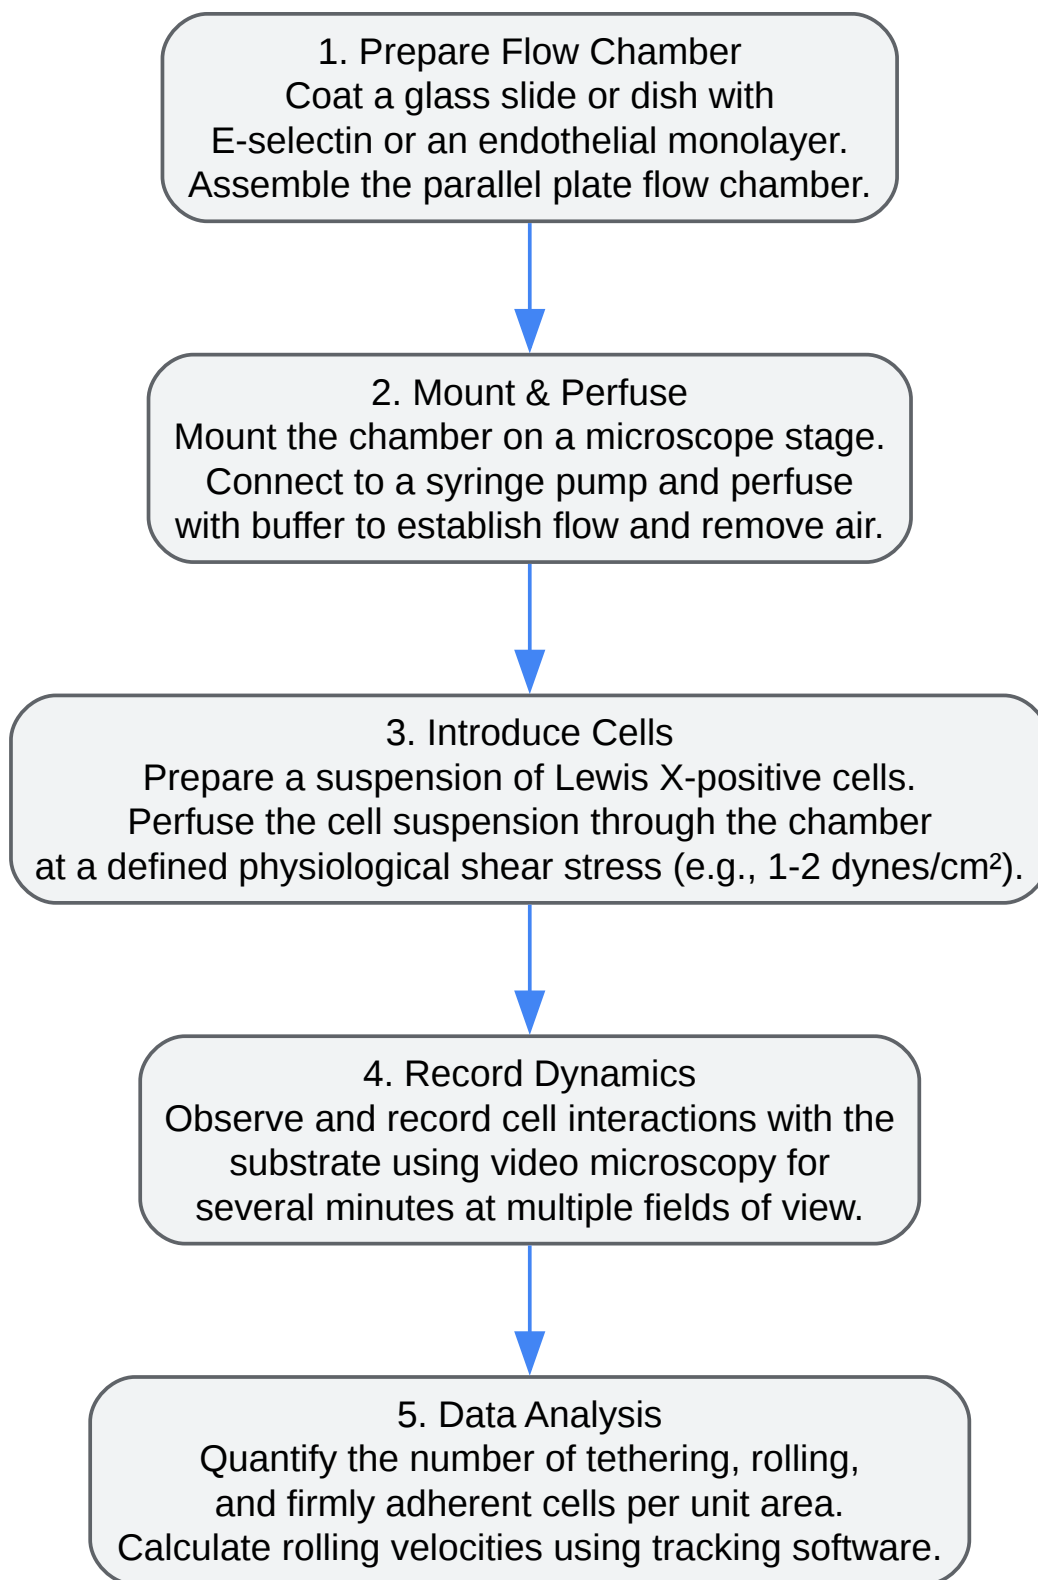 1. Prepare Flow Chamber
Coat a glass slide or dish with
E-selectin or an endothelial monolayer.
Assemble the parallel plate flow chamber.
2. Mount & Perfuse
Mount the chamber on a microscope stage.
Connect to a syringe pump and perfuse
with buffer to establish flow and remove air.
3. Introduce Cells
Prepare a suspension of Lewis X-positive cells.
Perfuse the cell suspension through the chamber
at a defined physiological shear stress (e.g., 1-2 dynes/cm²).
4. Record Dynamics
Observe and record cell interactions with the
substrate using video microscopy for
several minutes at multiple fields of view.
5. Data Analysis
Quantify the number of tethering, rolling,
and firmly adherent cells per unit area.
Calculate rolling velocities using tracking software.